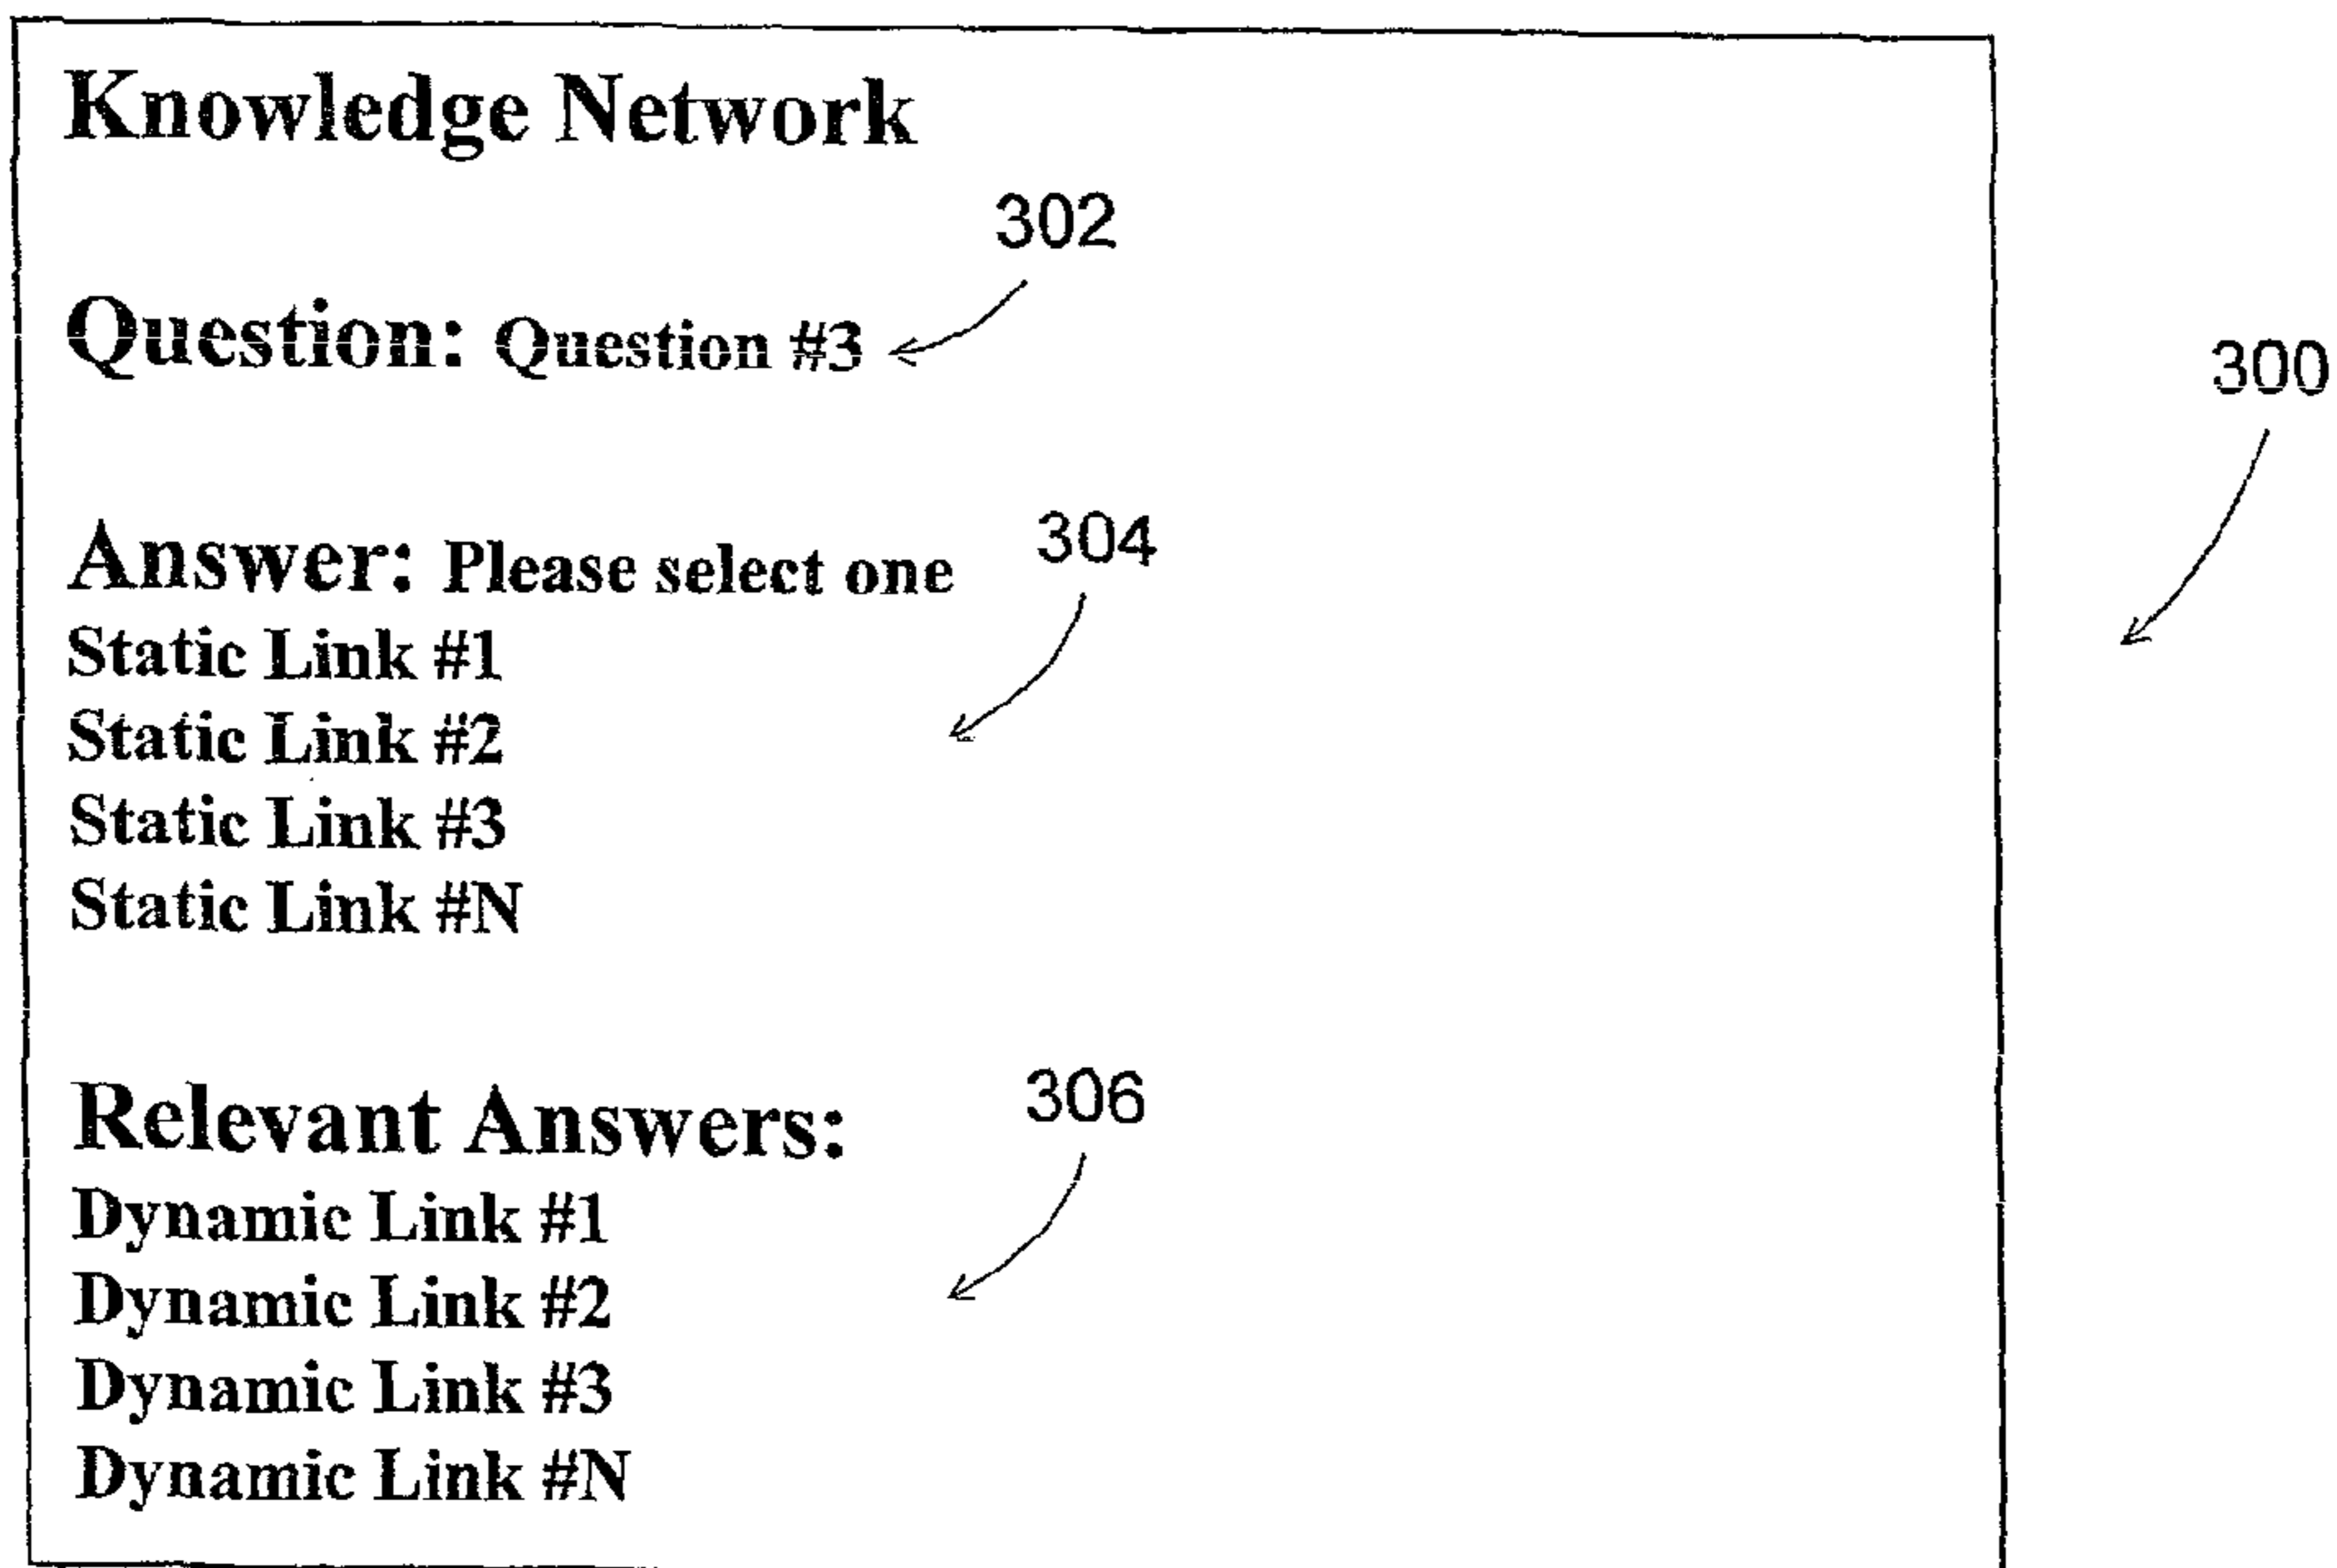 Knowledge Network
302
Question: Question #3
300
Answer: Please select one
304
Static Link #1
Static Link #2
Static Link #3
Static Link #N
Relevant Answers:
306
Dynamic Link #1
Dynamic Link #2
Dynamic Link #3
Dynamic Link #N